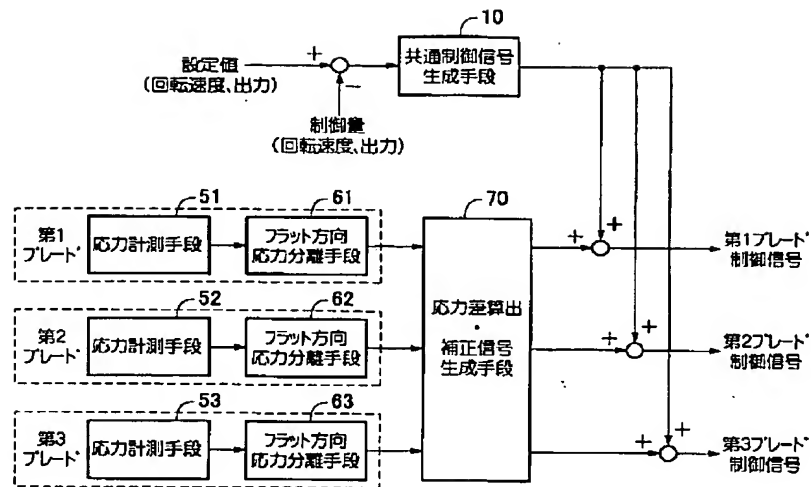 10
共通制御信号
生成手段
+
設定値
(回転速度、出力)
−
制御量
(回転速度、出力)
51
61
70
第1
ブレード
応力計測手段
フラット方向
応力分離手段
+
+
第1ブレード
制御信号
52
62
第2
ブレード
応力計測手段
フラット方向
応力分離手段
応力差算出
・
補正信号
生成手段
+
+
第2ブレード
制御信号
53
63
第3
ブレード
応力計測手段
フラット方向
応力分離手段
+
+
第3ブレード
制御信号